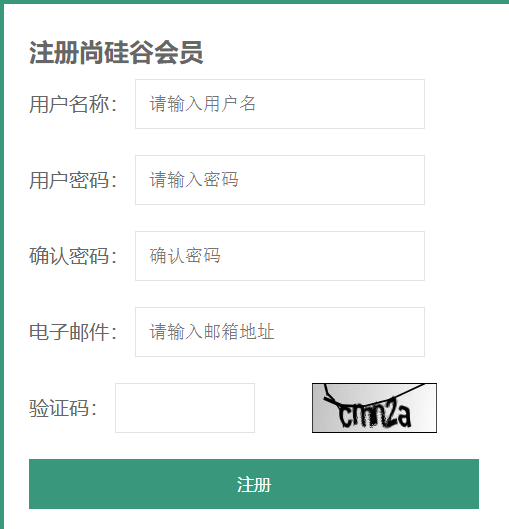 注册尚硅谷会员
用户名称： 请输入用户名
用户密码： 请输入密码
确认密码： 确认密码
电子邮件： 请输入邮箱地址
验证码：
注册